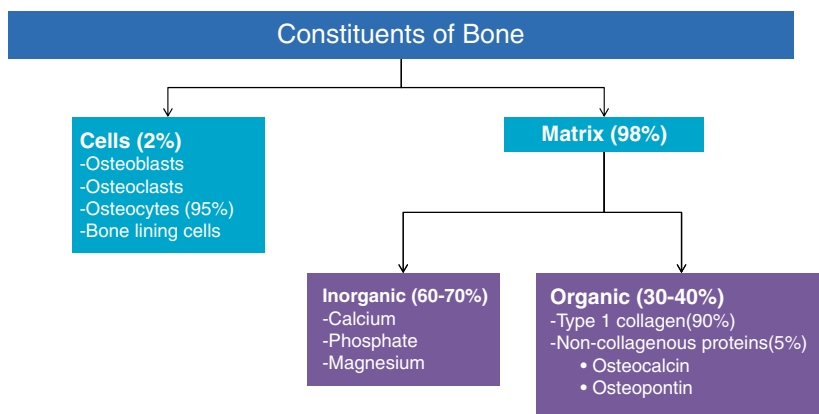 Constituents of Bone
Cells (2%)
-Osteoblasts
-Osteoclasts
-Osteocytes (95%)
-Bone lining cells
Matrix (98%)
Inorganic (60-70%)
-Calcium
-Phosphate
-Magnesium
Organic (30-40%)
-Type 1 collagen(90%)
-Non-collagenous proteins(5%)
• Osteocalcin
• Osteopontin